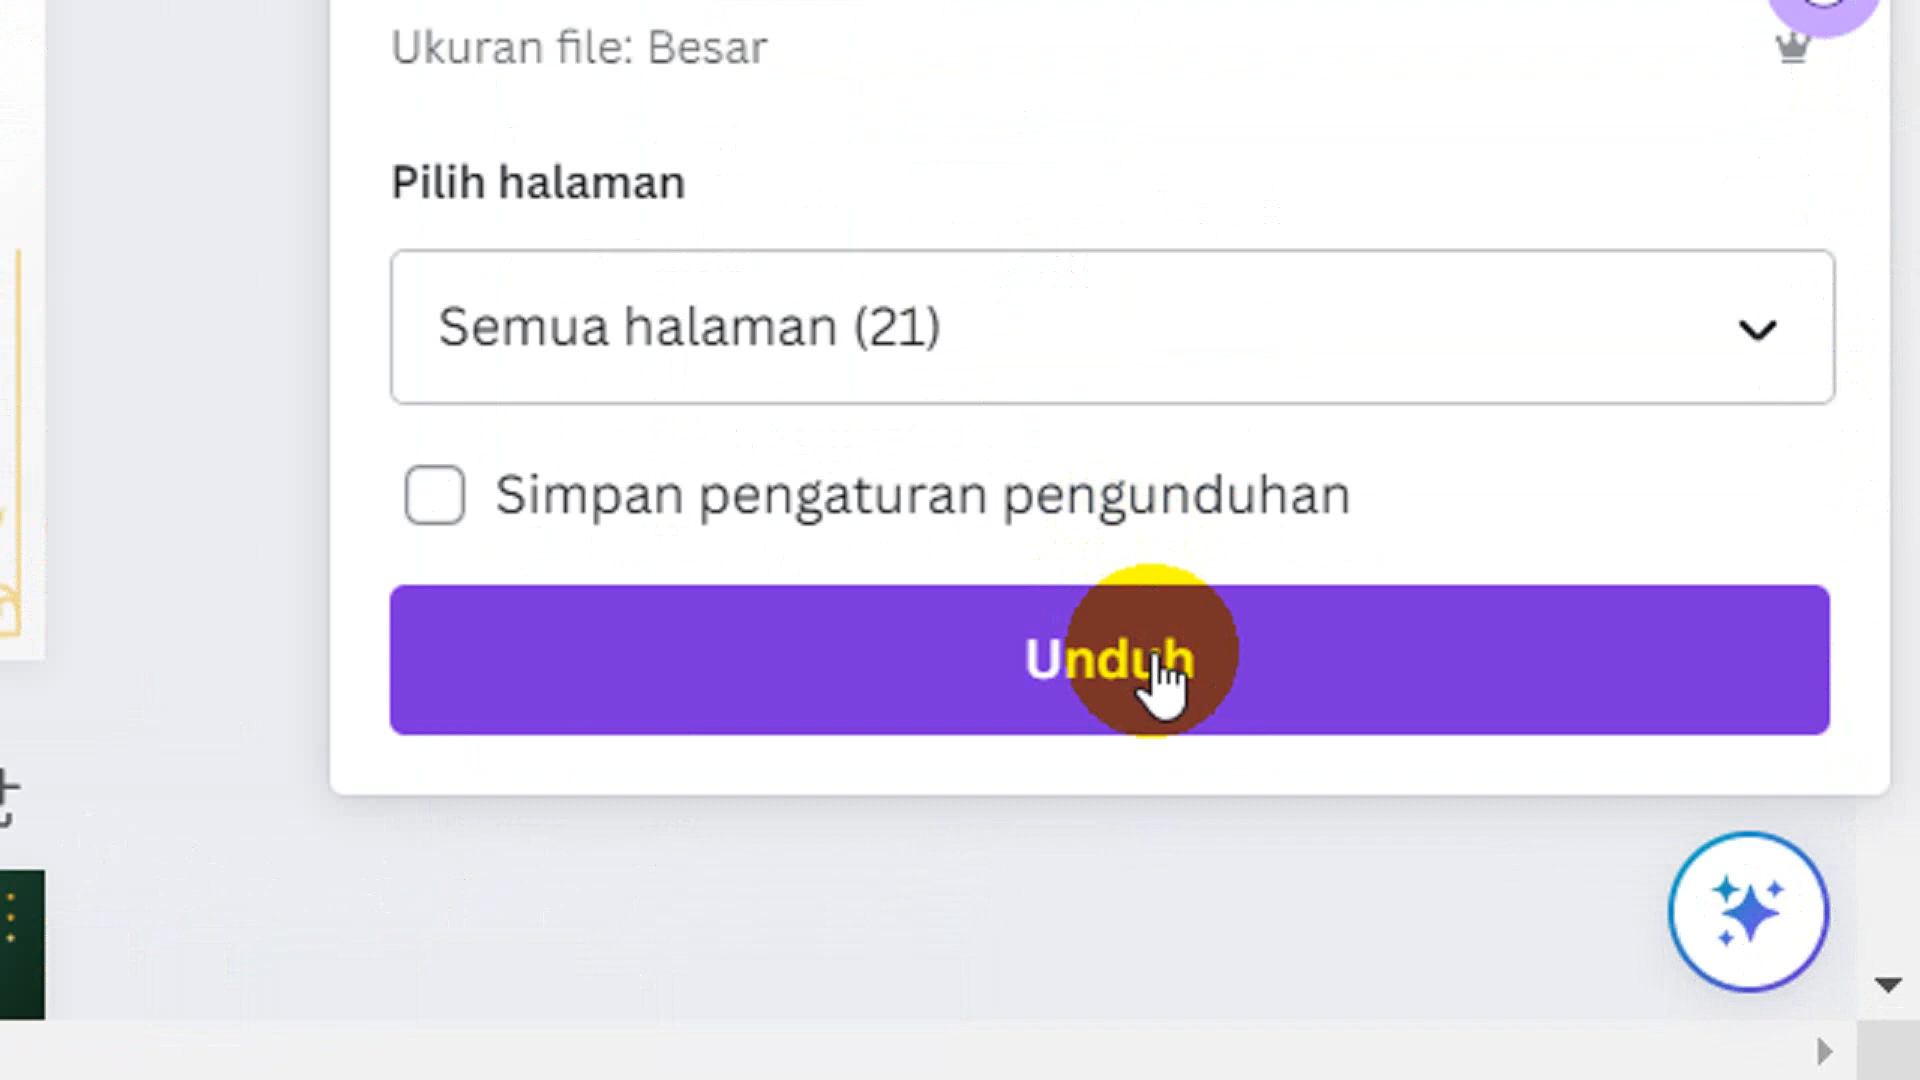 Ukuran file: Besar
Pilih halaman
Semua halaman (21)
Simpan pengaturan pengunduhan
Unduh